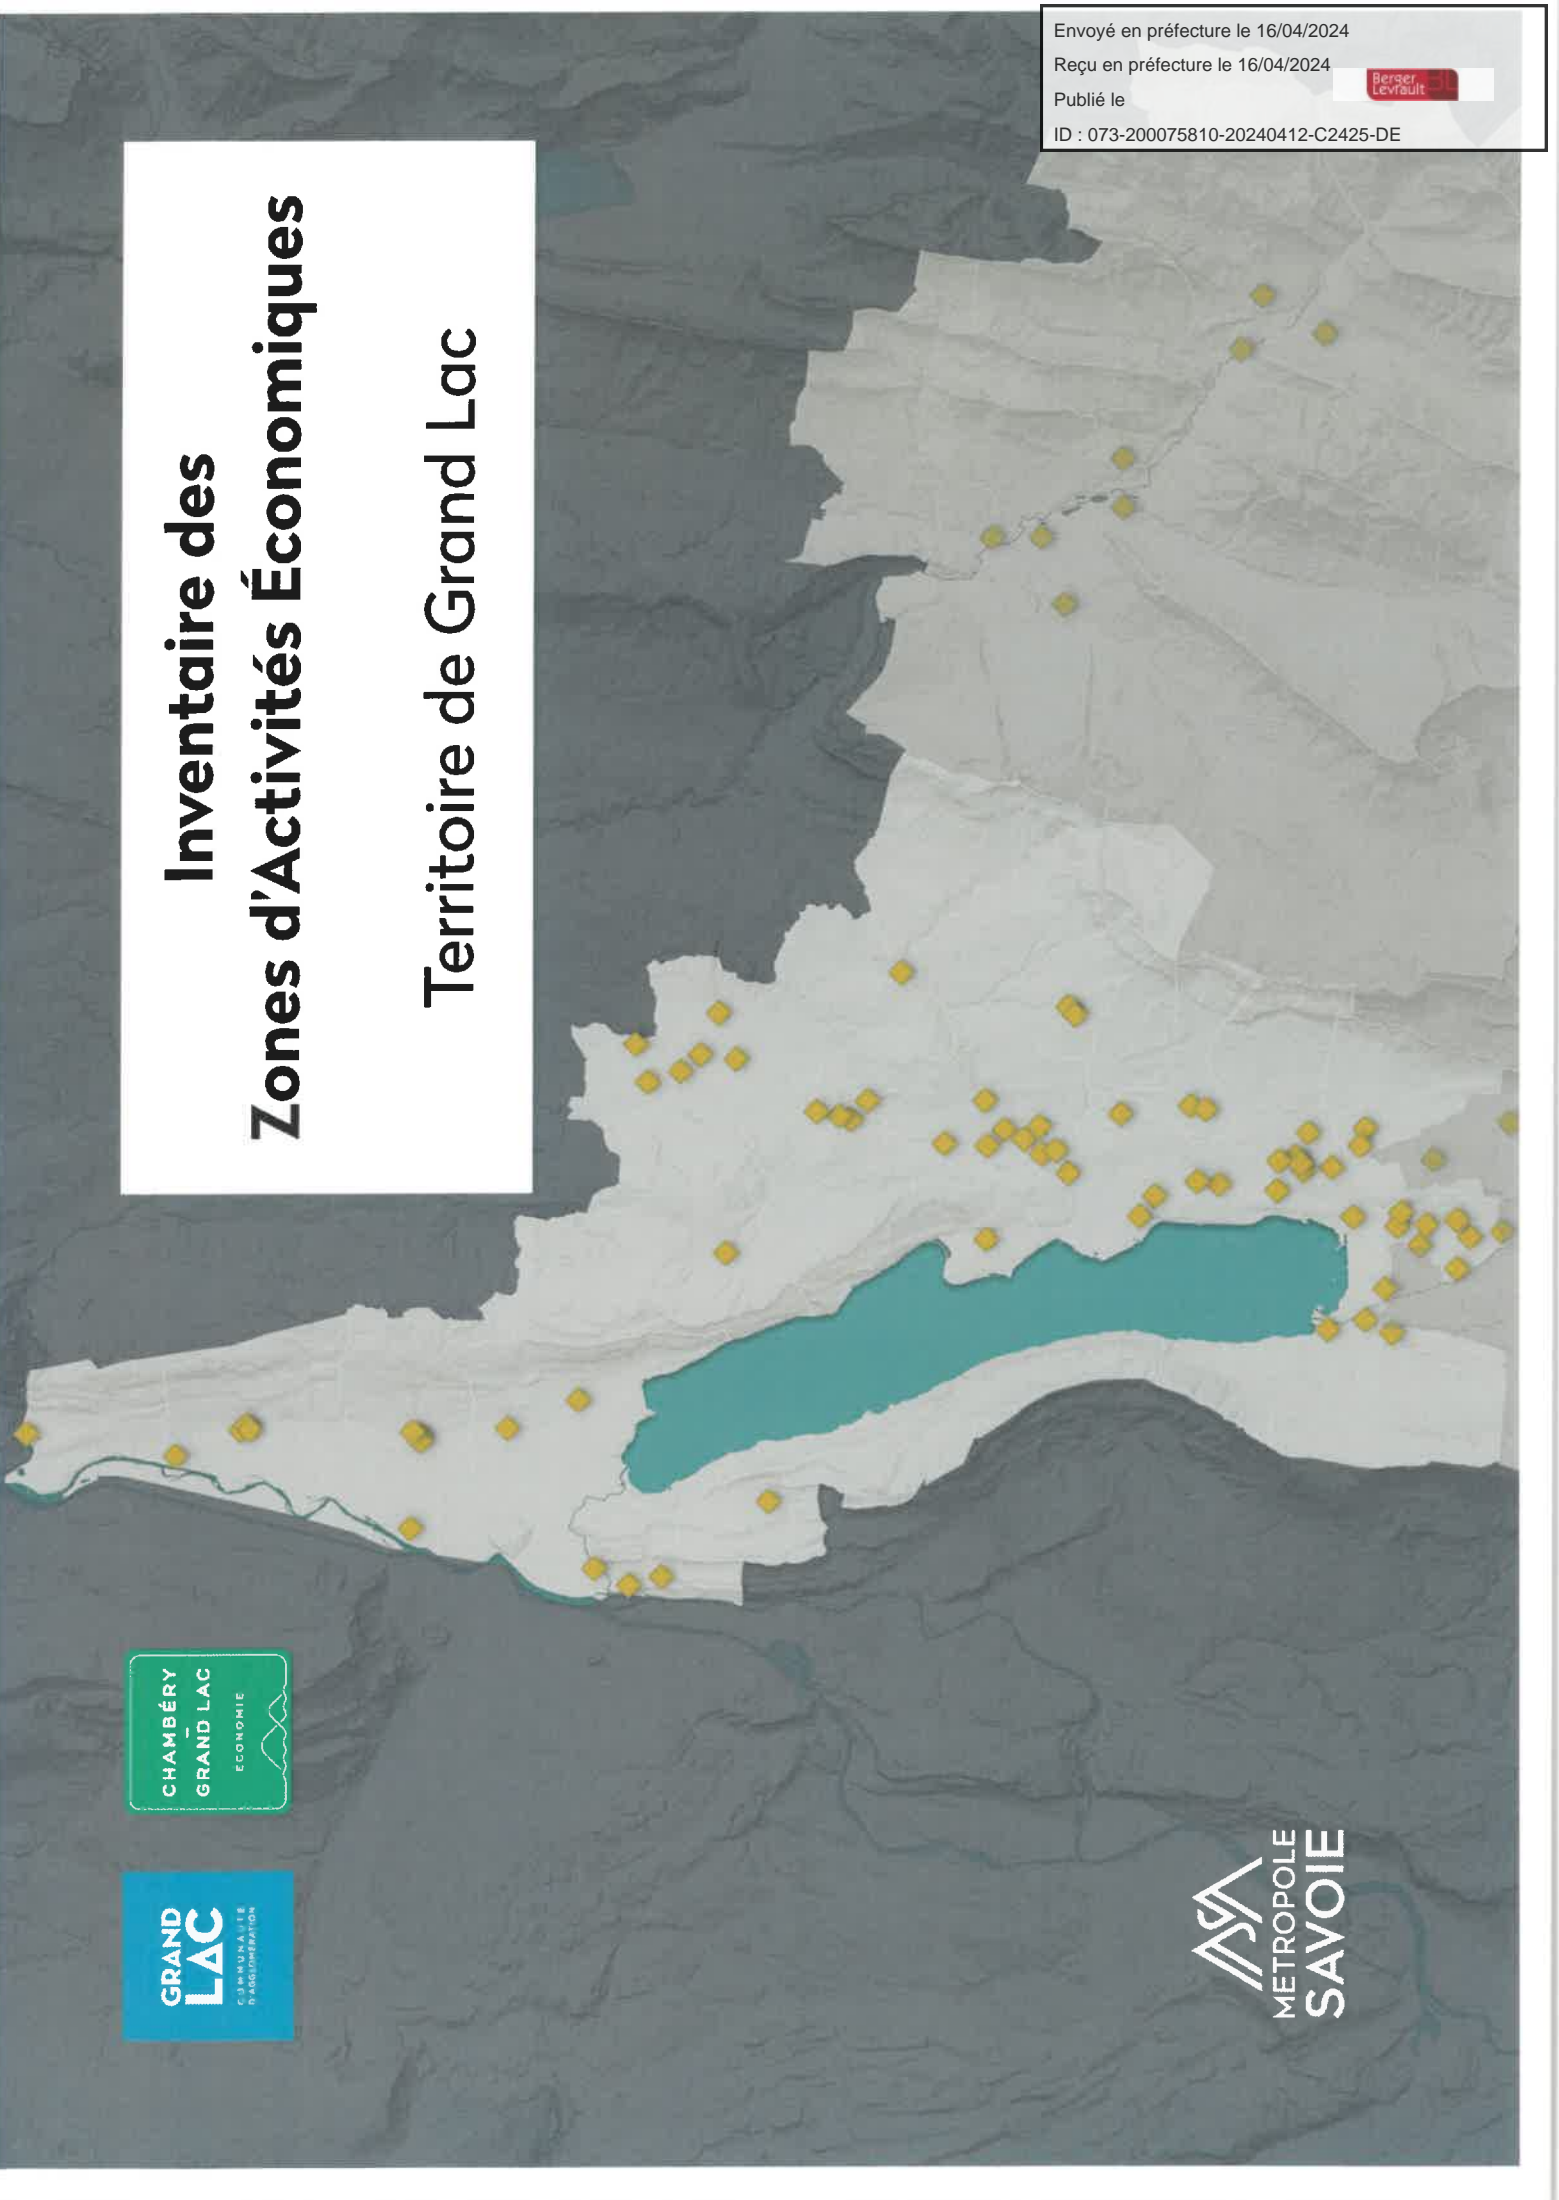 Envoyé en préfecture le 16/04/2024
Reçu en préfecture le 16/04/2024
Publié le
Berger
Levrault
ID : 073-200075810-20240412-C2425-DE
Inventaire des
Zones d'Activités Économiques
Territoire de Grand Lac
GRAND
LAC
COMMUNAUTÉ
D'AGGLOMÉRATION
CHAMBÉRY
–
GRAND LAC
ECONOMIE
METROPOLE
SAVOIE